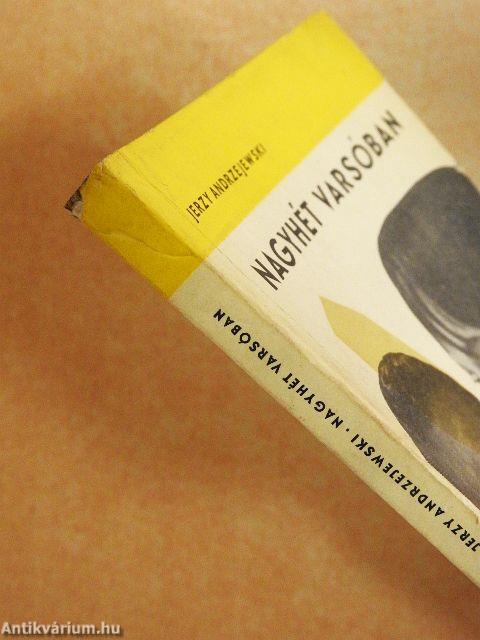 JERZY ANDRZEJEWSKI
NAGYHÉT VARSÓBAN
JERZY ANDRZEJEWSKI · NAGYHÉT VARSÓBAN
Antikvárium.hu